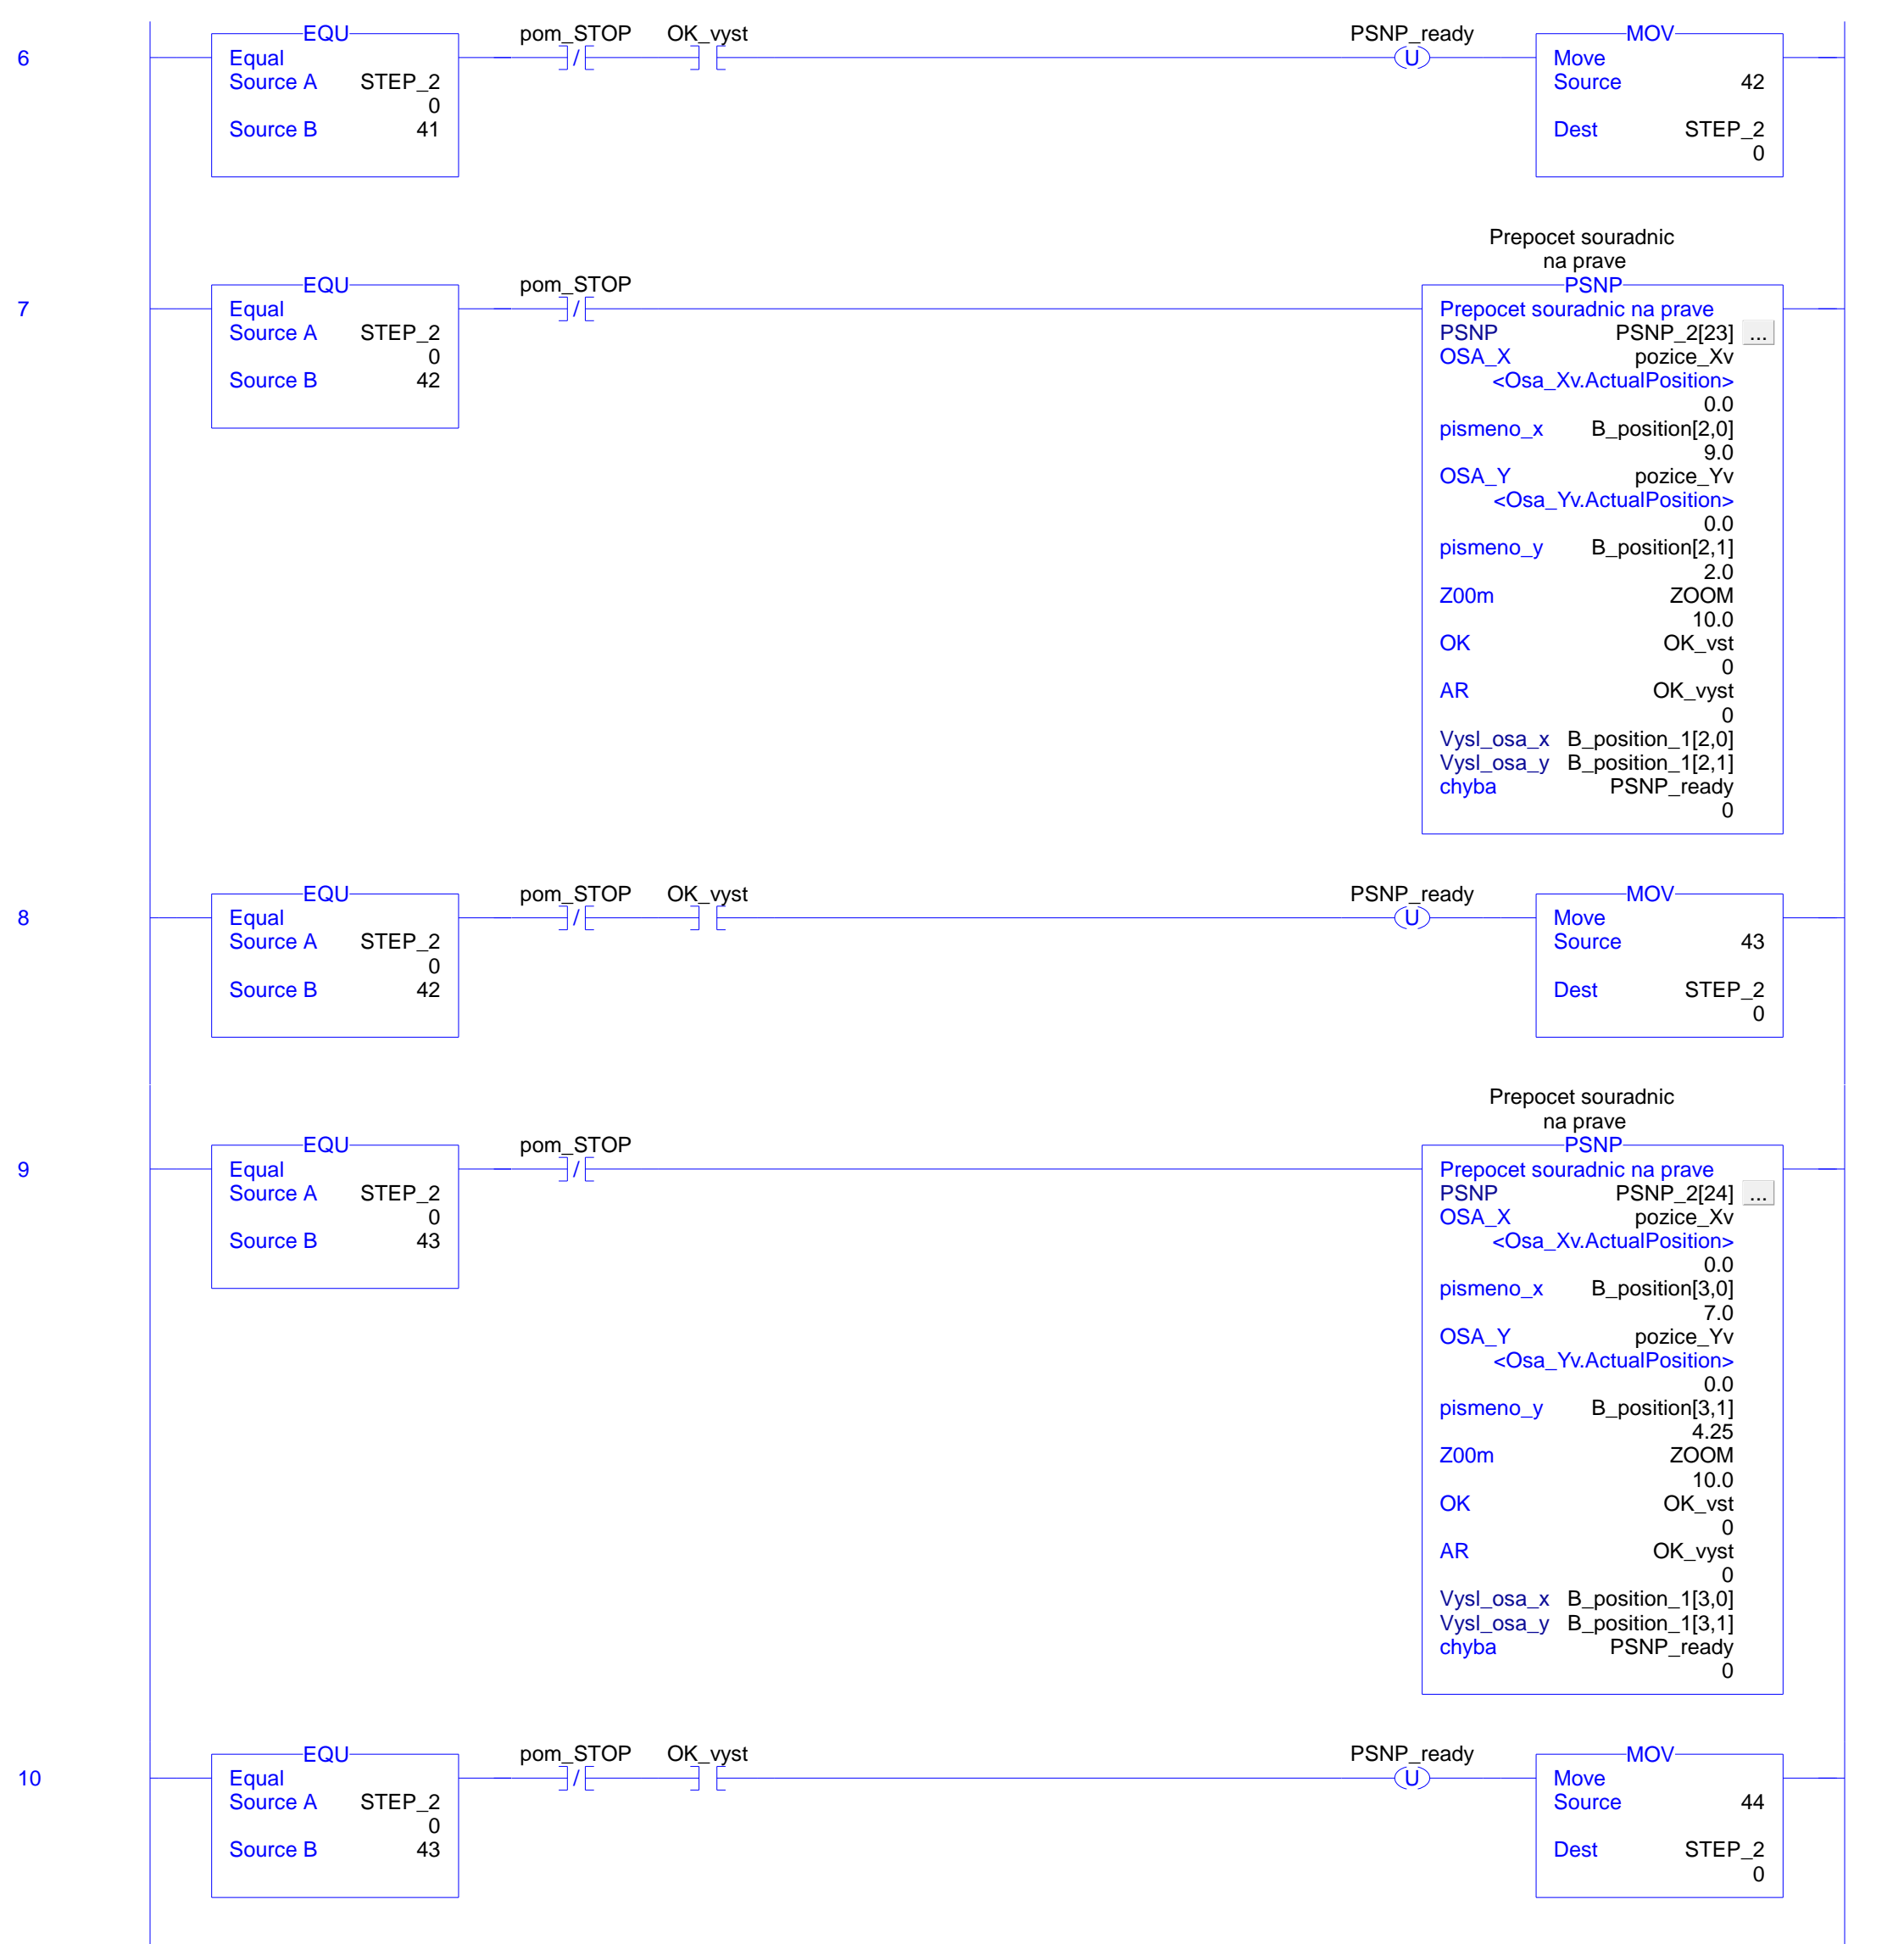 6
EQU
Equal
Source A STEP_2
0
Source B 41
pom_STOP OK_vyst
/
PSNP_ready
U
MOV
Move
Source 42
Dest STEP_2
0
Prepocet souradnic
na prave
7
EQU
Equal
Source A STEP_2
0
Source B 42
pom_STOP
/
PSNP
Prepocet souradnic na prave
PSNP PSNP_2[23] ...
OSA_X pozice_Xv
<Osa_Xv.ActualPosition>
0.0
pismeno_x B_position[2,0]
9.0
OSA_Y pozice_Yv
<Osa_Yv.ActualPosition>
0.0
pismeno_y B_position[2,1]
2.0
Z00m ZOOM
10.0
OK OK_vst
0
AR OK_vyst
0
Vysl_osa_x B_position_1[2,0]
Vysl_osa_y B_position_1[2,1]
chyba PSNP_ready
0
8
EQU
Equal
Source A STEP_2
0
Source B 42
pom_STOP OK_vyst
/
PSNP_ready
U
MOV
Move
Source 43
Dest STEP_2
0
Prepocet souradnic
na prave
9
EQU
Equal
Source A STEP_2
0
Source B 43
pom_STOP
/
PSNP
Prepocet souradnic na prave
PSNP PSNP_2[24] ...
OSA_X pozice_Xv
<Osa_Xv.ActualPosition>
0.0
pismeno_x B_position[3,0]
7.0
OSA_Y pozice_Yv
<Osa_Yv.ActualPosition>
0.0
pismeno_y B_position[3,1]
4.25
Z00m ZOOM
10.0
OK OK_vst
0
AR OK_vyst
0
Vysl_osa_x B_position_1[3,0]
Vysl_osa_y B_position_1[3,1]
chyba PSNP_ready
0
10
EQU
Equal
Source A STEP_2
0
Source B 43
pom_STOP OK_vyst
/
PSNP_ready
U
MOV
Move
Source 44
Dest STEP_2
0